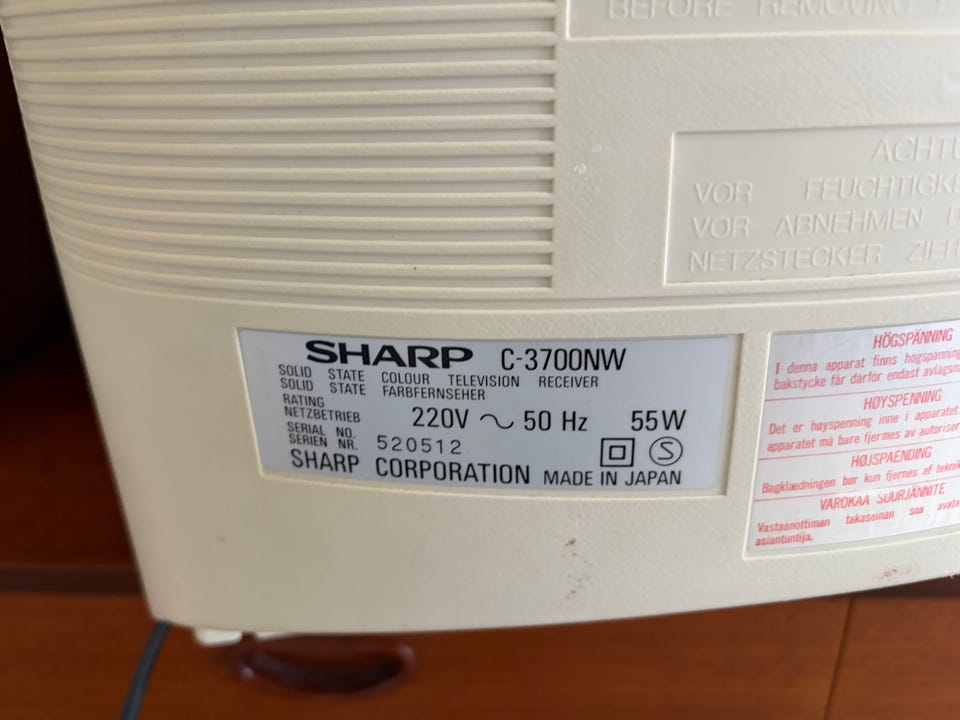 BEFORE REMOVING
ACHTU
VOR FEUCHTIGKE
VOR ABNEHMEN D
NETZSTECKER ZIEH
SHARP C-3700NW
SOLID STATE COLOUR TELEVISION RECEIVER
SOLID STATE FARBFERNSEHER
RATING
NETZBETRIEB
220V ~ 50 Hz 55W
SERIAL NO.
SERIEN NR. 520512
S
SHARP CORPORATION MADE IN JAPAN
HÖGSPÄNNING
I denna apparat finns högspänning
bakstycke får därför endast avlägsna
HØYSPENNING
Det er høyspenning inne i apparatet.
apparatet må bare fjernes av autoriser
HØJSPAENDING
Bagklædningen bør kun fjernes af teknik
VAROKAA SUURJÄNNITE
Vastaanottiman takaseinän saa avata
asiantuntija.